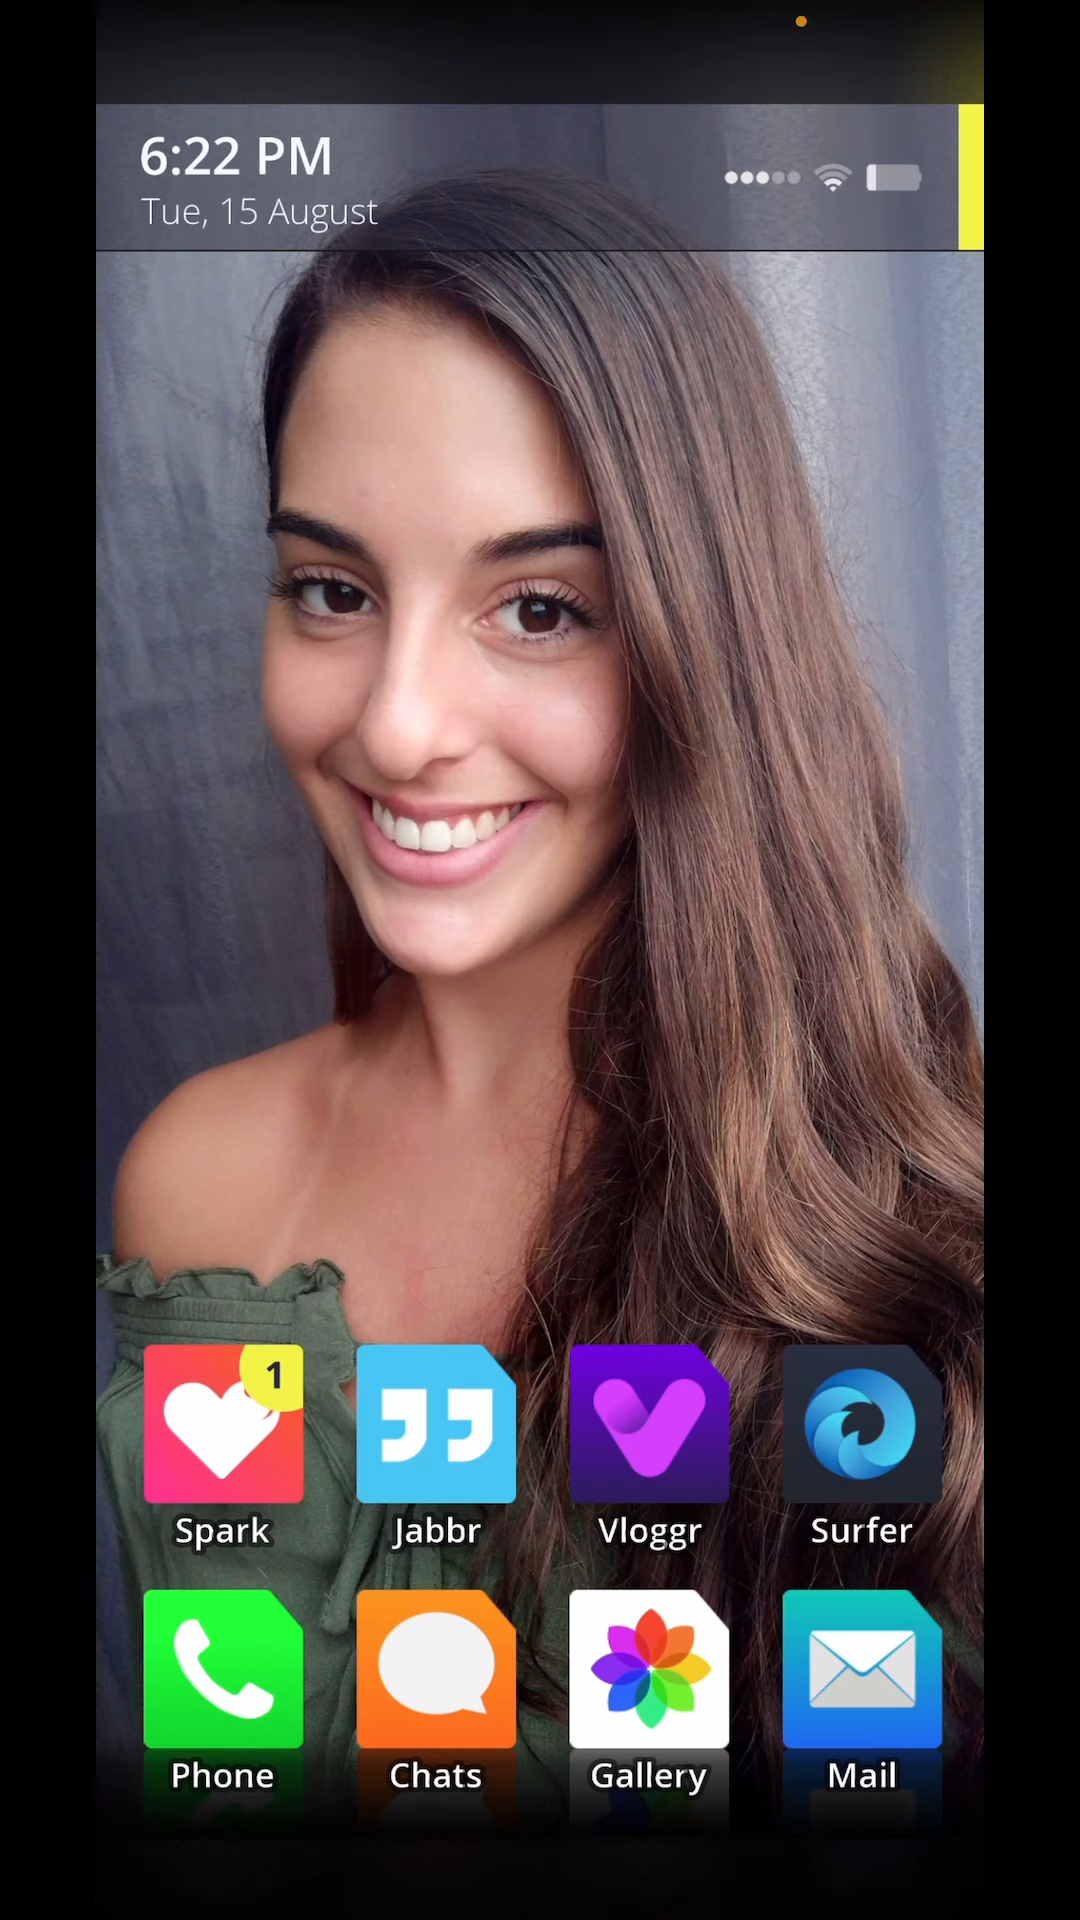 6:22 PM
Tue, 15 August
1
Spark
Jabbr
Vloggr
Surfer
Phone
Chats
Gallery
Mail